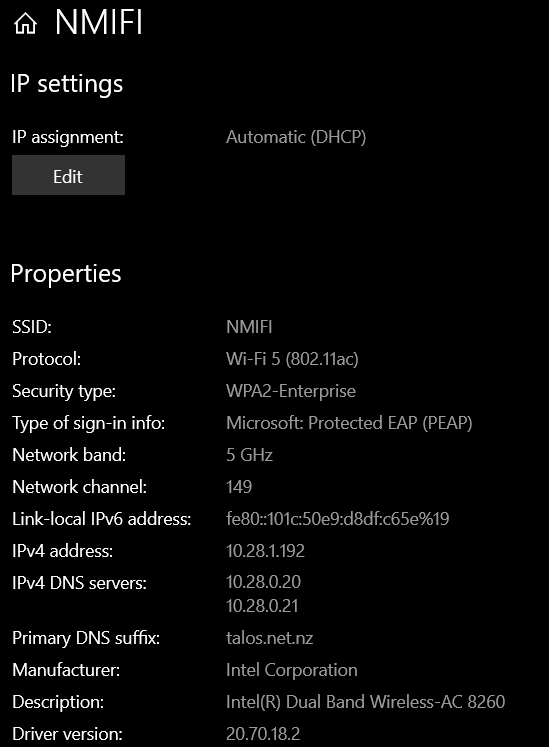 NMIFI
IP settings
IP assignment: Automatic (DHCP)
Edit
Properties
SSID: NMIFI
Protocol: Wi-Fi 5 (802.11ac)
Security type: WPA2-Enterprise
Type of sign-in info: Microsoft: Protected EAP (PEAP)
Network band: 5 GHz
Network channel: 149
Link-local IPv6 address: fe80::101c:50e9:d8df:c65e%19
IPv4 address: 10.28.1.192
IPv4 DNS servers: 10.28.0.20
10.28.0.21
Primary DNS suffix: talos.net.nz
Manufacturer: Intel Corporation
Description: Intel(R) Dual Band Wireless-AC 8260
Driver version: 20.70.18.2